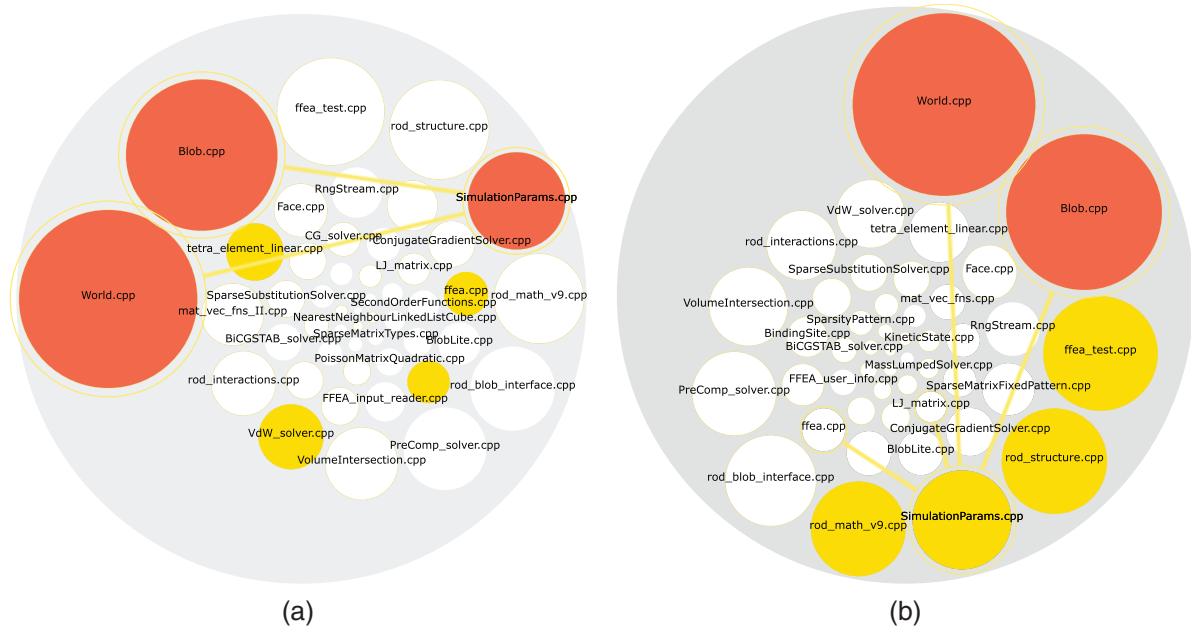 ffea_test.cpp
rod_structure.cpp
Blob.cpp
RngStream.cpp
SimulationParams.cpp
Face.cpp
CG_solver.cpp
ConjugateGradientSolver.cpp
tetra_element_linear.cpp
LJ_matrix.cpp
World.cpp
SparseSubstitutionSolver.cpp
ffea.cpp
rod_math_v9.cpp
SecondOrderFunctions.cpp
mat_vec_fns_II.cpp
NearestNeighbourLinkedListCube.cpp
SparseMatrixTypes.cpp
BiCGSTAB_solver.cpp
BlobLite.cpp
PoissonMatrixQuadratic.cpp
rod_interactions.cpp
rod_blob_interface.cpp
FFEA_input_reader.cpp
VdW_solver.cpp
PreComp_solver.cpp
VolumeIntersection.cpp
(a)
World.cpp
Blob.cpp
VdW_solver.cpp
tetra_element_linear.cpp
rod_interactions.cpp
SparseSubstitutionSolver.cpp
Face.cpp
VolumeIntersection.cpp
mat_vec_fns.cpp
SparsityPattern.cpp
RngStream.cpp
BindingSite.cpp
KineticState.cpp
BiCGSTAB_solver.cpp
ffea_test.cpp
MassLumpedSolver.cpp
FFEA_user_info.cpp
SparseMatrixFixedPattern.cpp
PreComp_solver.cpp
LJ_matrix.cpp
ffea.cpp
ConjugateGradientSolver.cpp
BlobLite.cpp
rod_structure.cpp
rod_blob_interface.cpp
SimulationParams.cpp
rod_math_v9.cpp
(b)